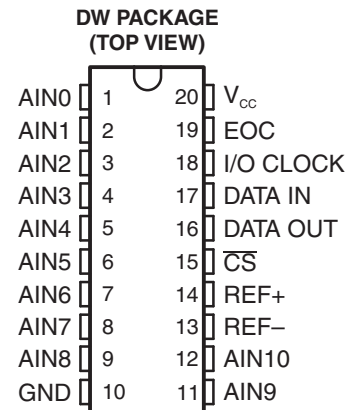 DW PACKAGE
(TOP VIEW)
AIN0 1 20 VCC
AIN1 2 19 EOC
AIN2 3 18 I/O CLOCK
AIN3 4 17 DATA IN
AIN4 5 16 DATA OUT
AIN5 6 15 C̅S̅
AIN6 7 14 REF+
AIN7 8 13 REF–
AIN8 9 12 AIN10
GND 10 11 AIN9